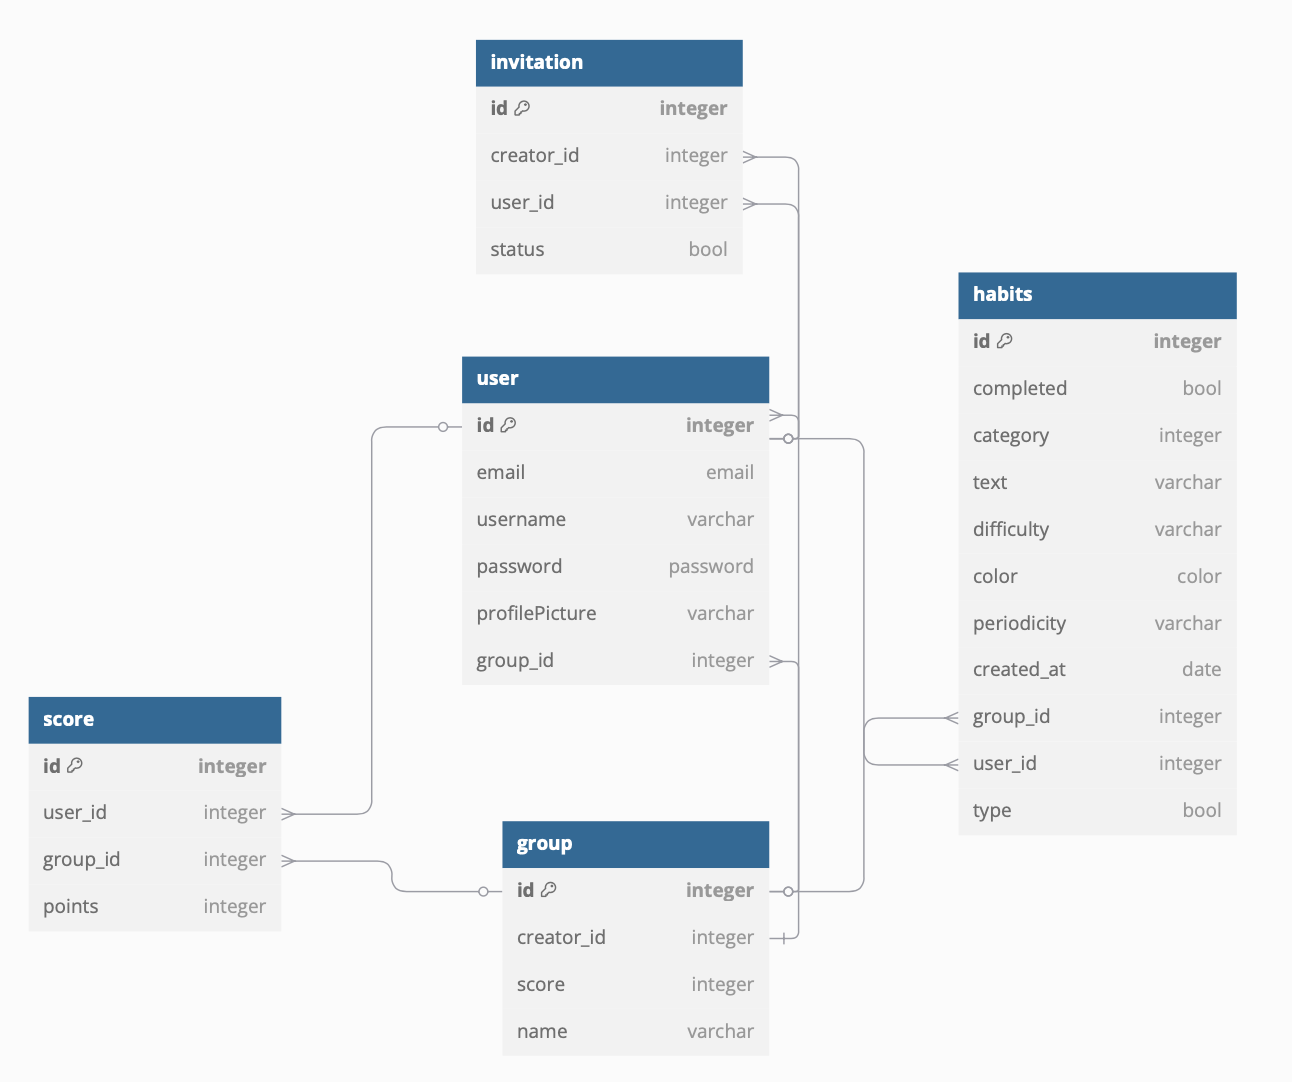 invitation
id integer
creator_id integer
user_id integer
status bool
habits
id integer
completed bool
category integer
text varchar
difficulty varchar
color color
periodicity varchar
created_at date
group_id integer
user_id integer
type bool
user
id integer
email email
username varchar
password password
profilePicture varchar
group_id integer
score
id integer
user_id integer
group_id integer
points integer
group
id integer
creator_id integer
score integer
name varchar